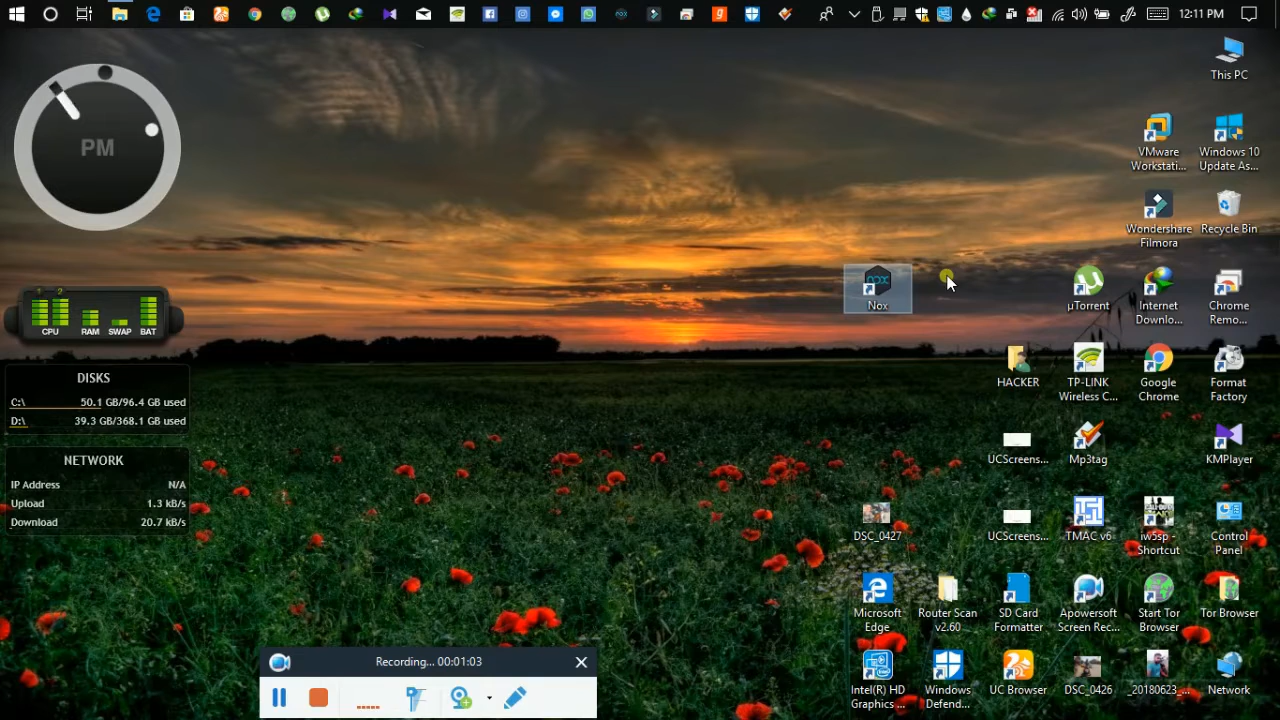 12:11 PM
PM
1 2
CPU RAM SWAP BAT
DISKS
C:\ 50.1 GB/96.4 GB used
D:\ 39.3 GB/368.1 GB used
NETWORK
IP Address N/A
Upload 1.3 kB/s
Download 20.7 kB/s
This PC
VMware
Workstati...
Windows 10
Update As...
Wondershare
Filmora
Recycle Bin
Nox
µTorrent
Internet
Downlo...
Chrome
Remo...
HACKER
TP-LINK
Wireless C...
Google
Chrome
Format
Factory
UCScreens...
Mp3tag
KMPlayer
DSC_0427
UCScreens...
TMAC v6
iw5sp -
Shortcut
Control
Panel
Microsoft
Edge
Router Scan
v2.60
SD Card
Formatter
Apowersoft
Screen Rec...
Start Tor
Browser
Tor Browser
Intel(R) HD
Graphics ...
Windows
Defend...
UC Browser
DSC_0426
_20180623_...
Network
Recording... 00:01:03